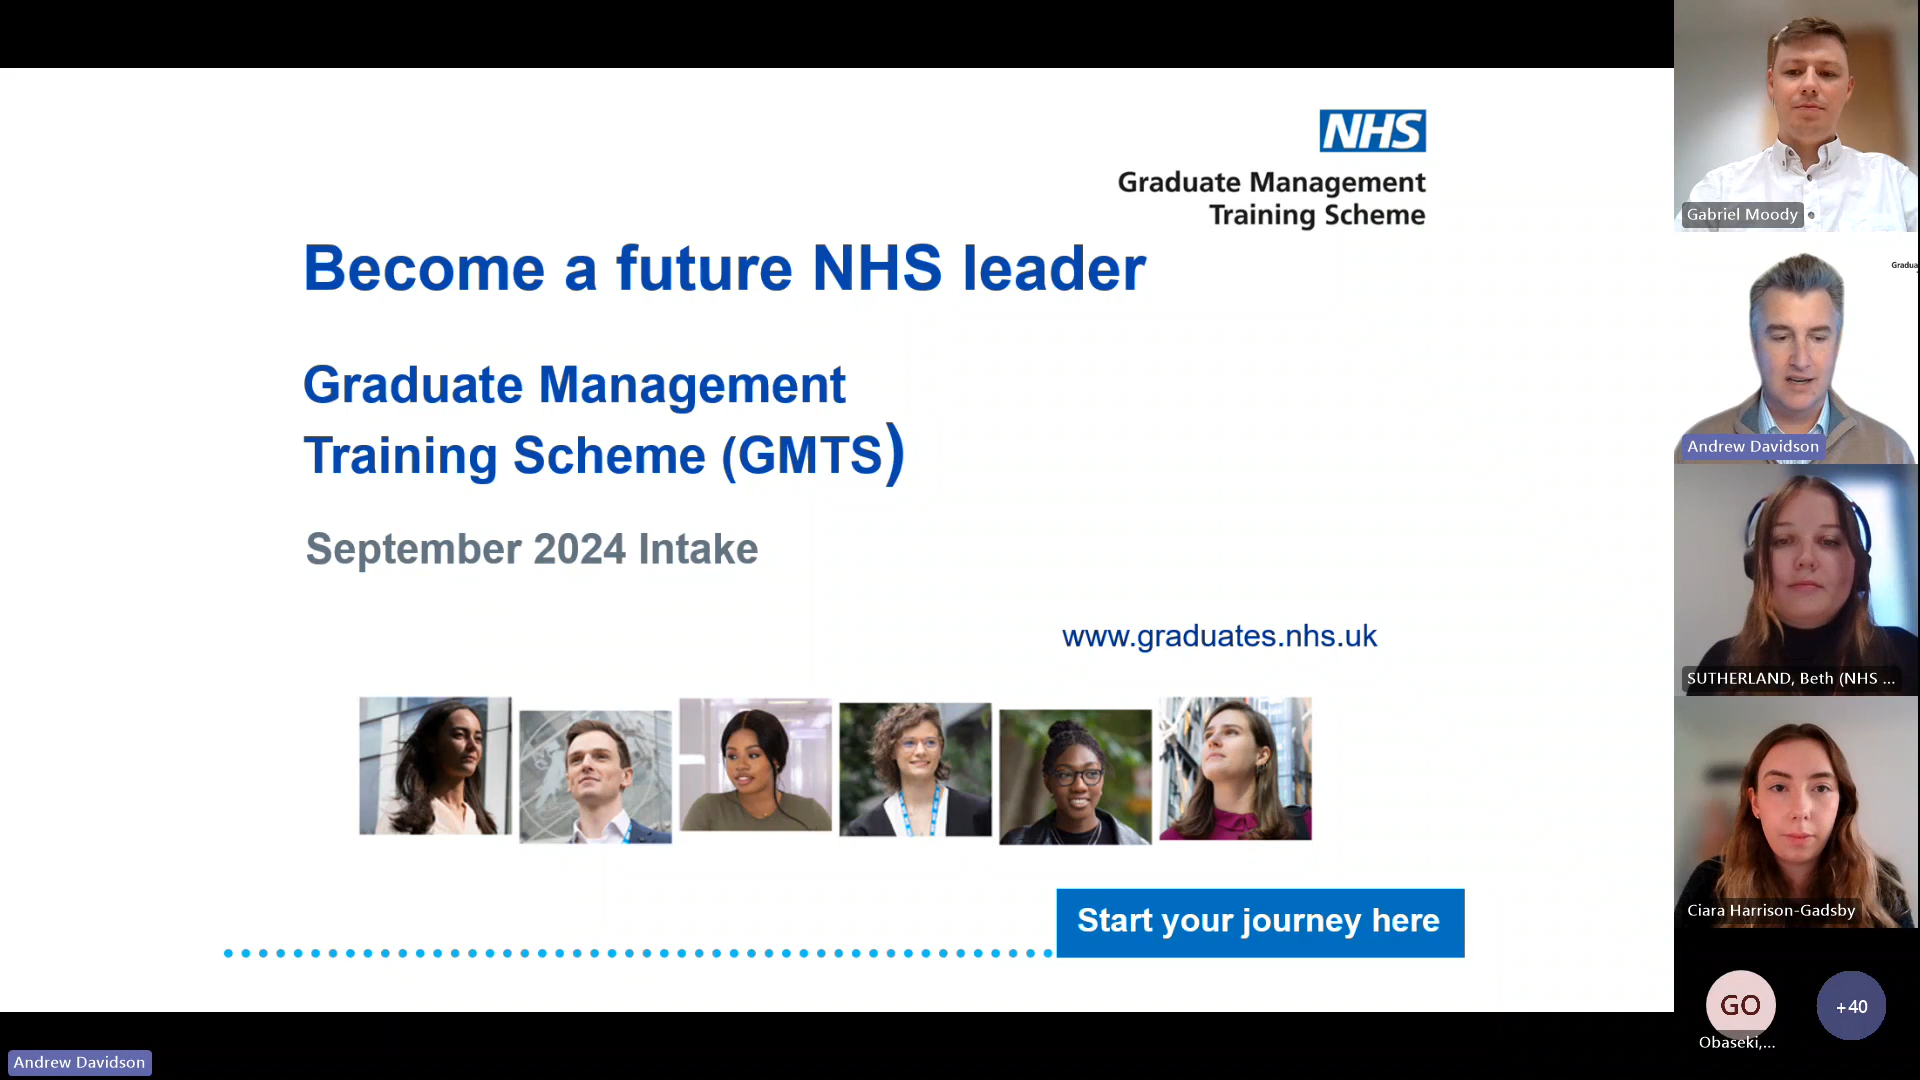 NHS
Graduate Management
Training Scheme
Become a future NHS leader
Graduate Management
Training Scheme (GMTS)
September 2024 Intake
www.graduates.nhs.uk
Start your journey here
Andrew Davidson
Gabriel Moody
Gradua
Andrew Davidson
SUTHERLAND, Beth (NHS ...
Ciara Harrison-Gadsby
GO
Obaseki,...
+40